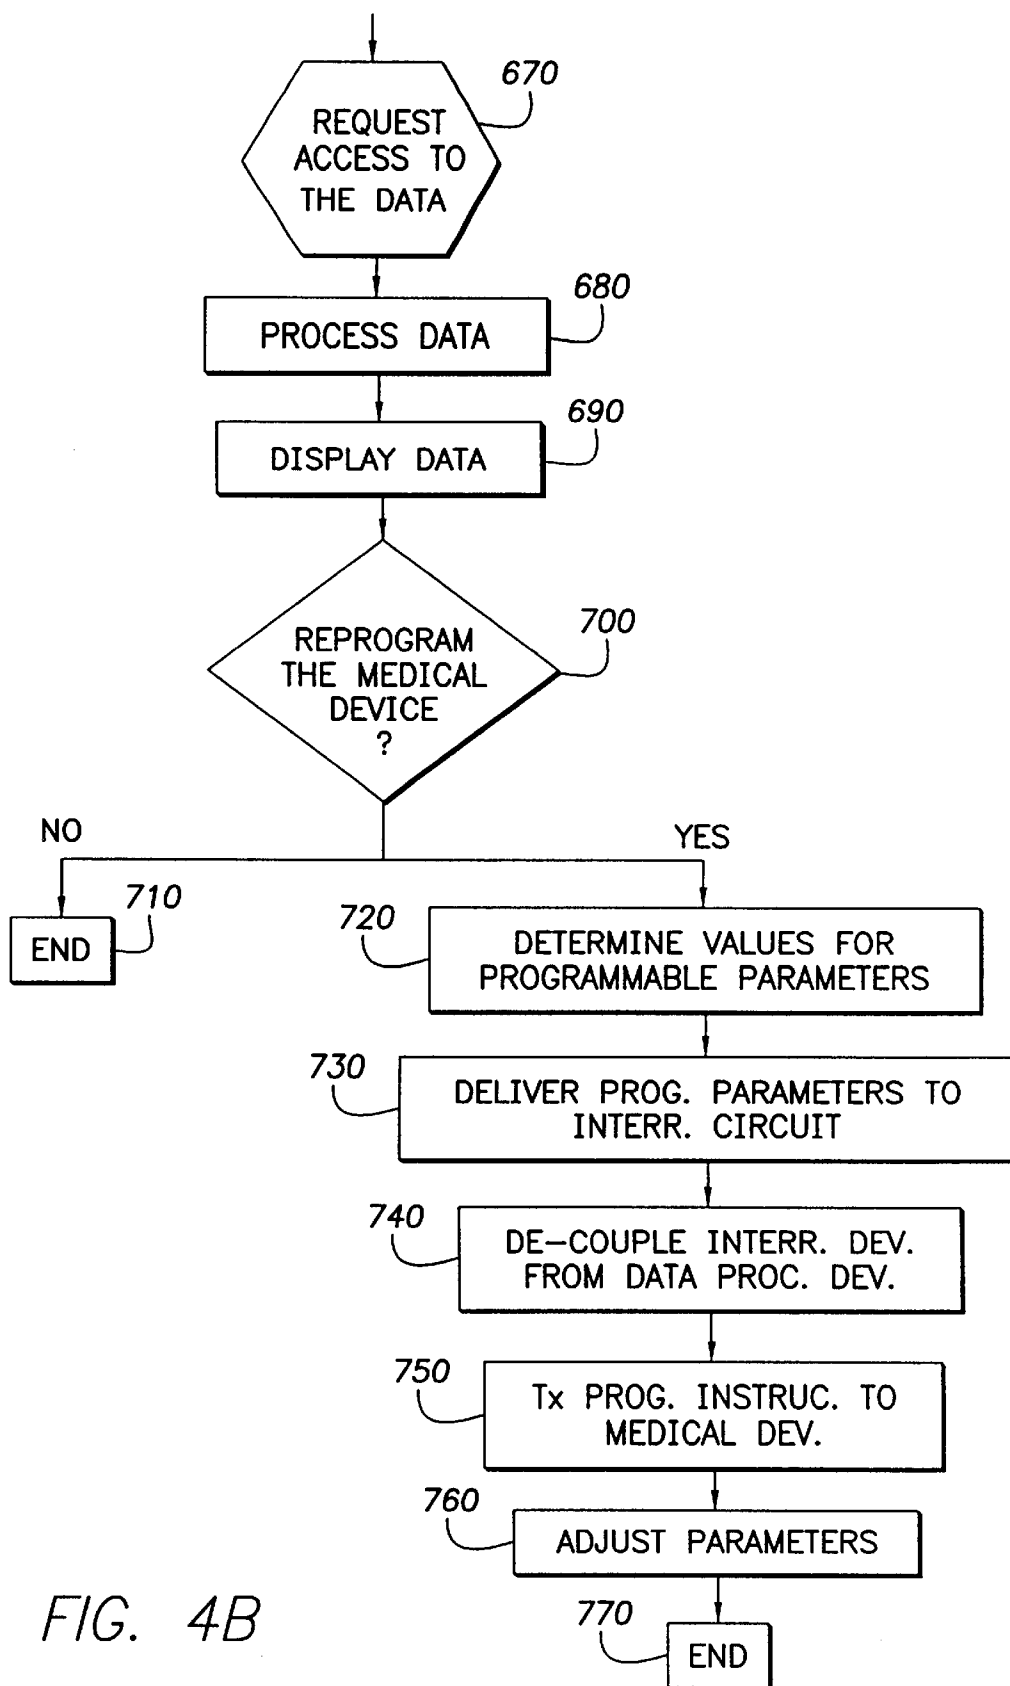 670
REQUEST
ACCESS TO
THE DATA
680
PROCESS DATA
690
DISPLAY DATA
700
REPROGRAM
THE MEDICAL
DEVICE
?
NO
YES
710
END
720
DETERMINE VALUES FOR
PROGRAMMABLE PARAMETERS
730
DELIVER PROG. PARAMETERS TO
INTERR. CIRCUIT
740
DE-COUPLE INTERR. DEV.
FROM DATA PROC. DEV.
750
Tx PROG. INSTRUC. TO
MEDICAL DEV.
760
ADJUST PARAMETERS
770
END
FIG. 4B